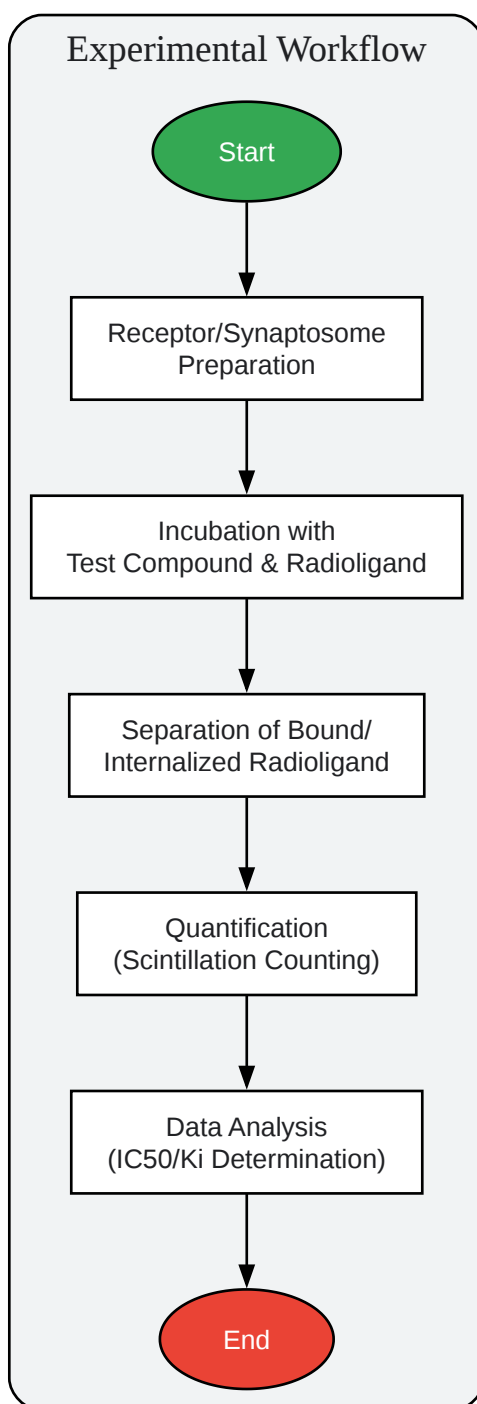 Experimental Workflow
Start
Receptor/Synaptosome
Preparation
Incubation with
Test Compound & Radioligand
Separation of Bound/
Internalized Radioligand
Quantification
(Scintillation Counting)
Data Analysis
(IC50/Ki Determination)
End